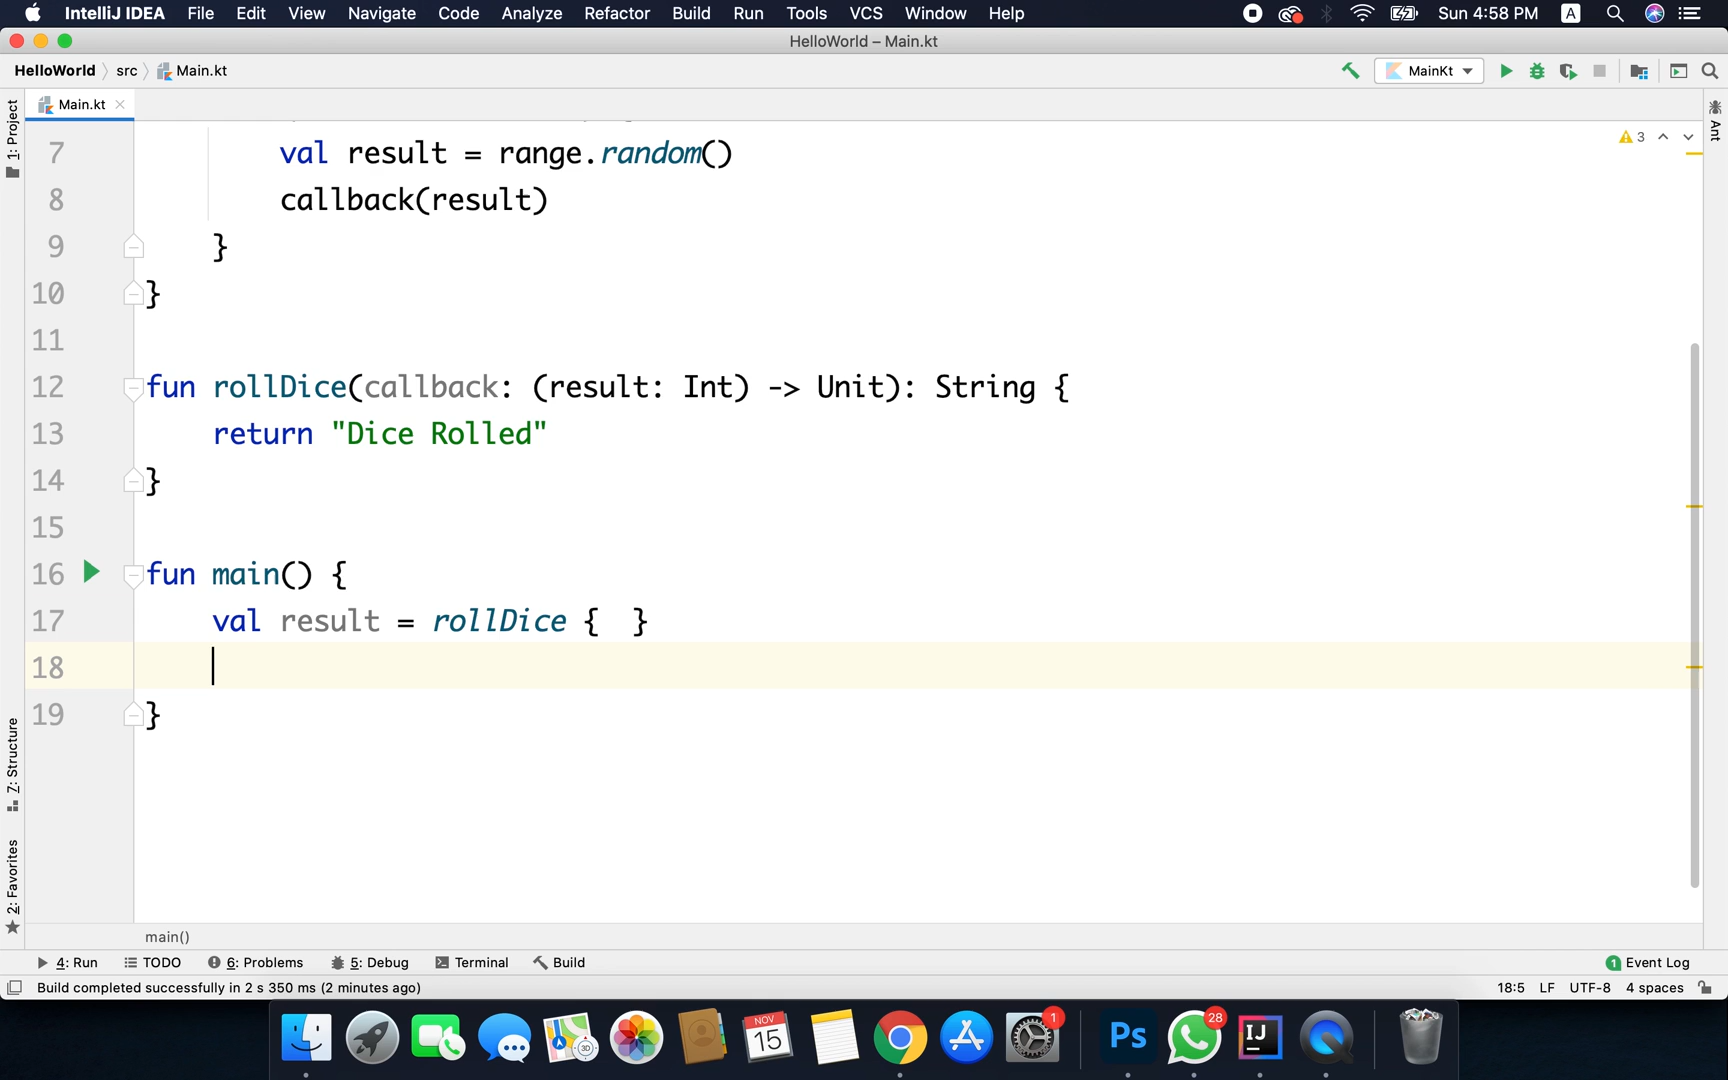 IntelliJ IDEA File Edit View Navigate Code Analyze Refactor Build Run Tools VCS Window Help Sun 4:58 PM A
HelloWorld – Main.kt
HelloWorld src Main.kt MainKt
Main.kt
1: Project
Ant
3
7 val result = range.random()
8 callback(result)
9 }
10 }
11
12 fun rollDice(callback: (result: Int) -> Unit): String {
13 return "Dice Rolled"
14 }
15
16 fun main() {
17 val result = rollDice { }
18
19 }
Z: Structure
2: Favorites
main()
4: Run TODO 6: Problems 5: Debug Terminal Build 1 Event Log
Build completed successfully in 2 s 350 ms (2 minutes ago) 18:5 LF UTF-8 4 spaces
3D NOV 15 1 Ps 28 IJ